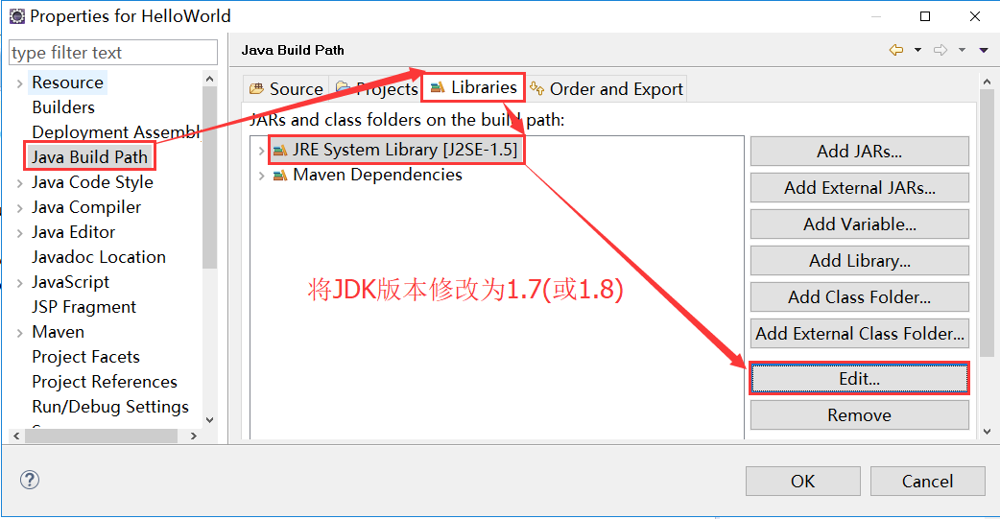 Properties for HelloWorld
type filter text
Resource
Builders
Deployment Assembl
Java Build Path
Java Code Style
Java Compiler
Java Editor
Javadoc Location
JavaScript
JSP Fragment
Maven
Project Facets
Project References
Run/Debug Settings
Java Build Path
Source
Projects
Libraries
Order and Export
JARs and class folders on the build path:
JRE System Library [J2SE-1.5]
Maven Dependencies
将JDK版本修改为1.7(或1.8)
Add JARs...
Add External JARs...
Add Variable...
Add Library...
Add Class Folder...
Add External Class Folder...
Edit...
Remove
OK
Cancel